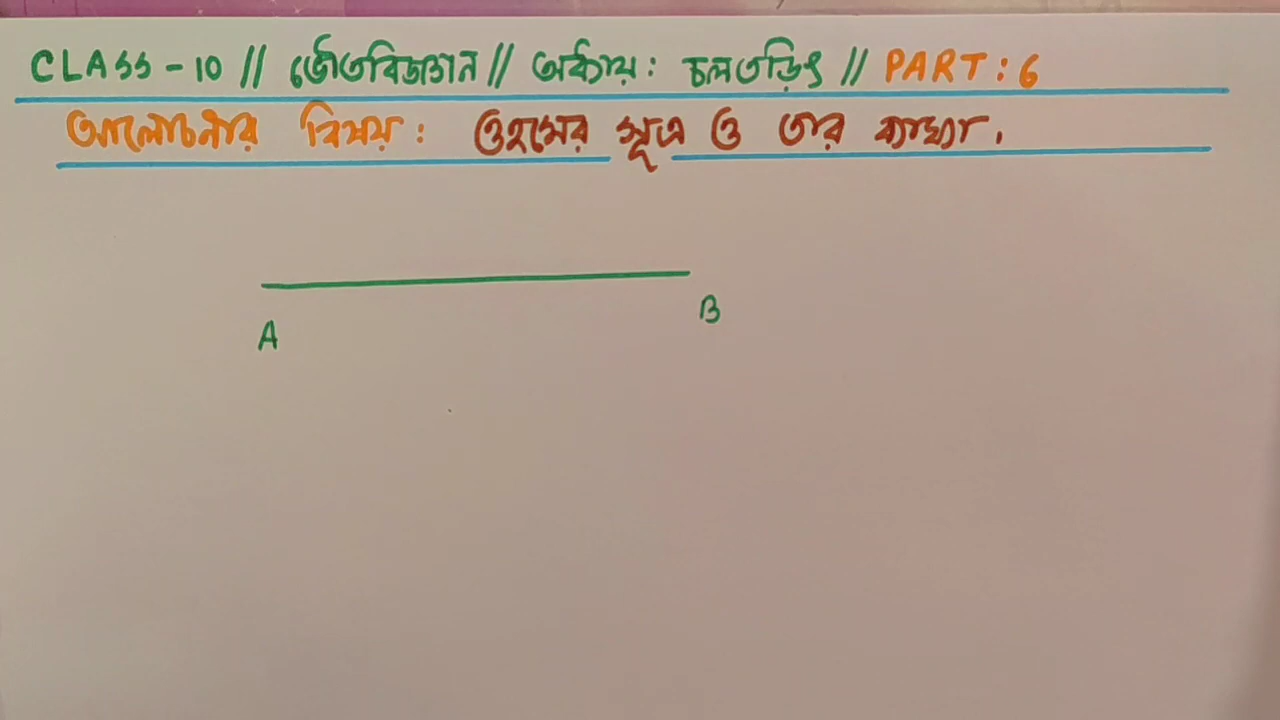 CLASS - 10 // ভৌতবিজ্ঞান // অধ্যায় : চলতড়িৎ // PART : 6
আলোচনার বিষয় : ওহমের সূত্র ও তার ব্যাখ্যা .
A B